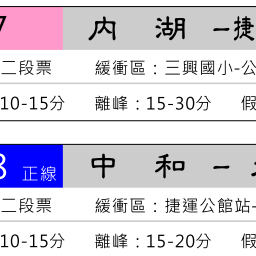 7 內湖－捷
二段票 緩衝區：三興國小-公
10-15分 離峰：15-30分 假
8 正線 中和－
二段票 緩衝區：捷運公館站-
10-15分 離峰：15-20分 假